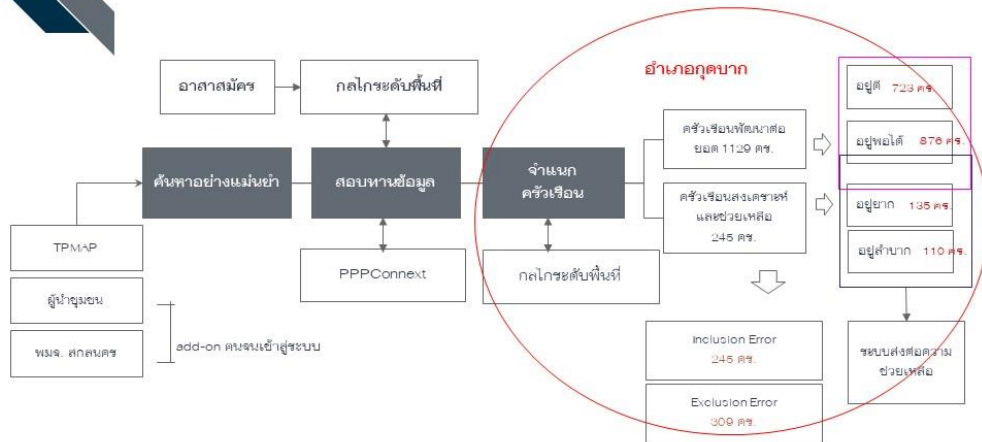 อำเภอกุดบาก
อาสาสมัคร
กลไกระดับพื้นที่
ค้นหาอย่างแม่นยำ
สอบทานข้อมูล
จำแนก
ครัวเรือน
ครัวเรือนพัฒนาต่อ
ยอด 1129 คร.
ครัวเรือนสงเคราะห์
และช่วยเหลือ
245 คร.
อยู่ดี 723 คร.
อยู่พอได้ 876 คร.
อยู่ยาก 135 คร.
อยู่ลำบาก 110 คร.
TPMAP
ผู้นำชุมชน
พมจ. สกลนคร
add-on คนจนเข้าสู่ระบบ
PPPConnext
กลไกระดับพื้นที่
Inclusion Error
245 คร.
Exclusion Error
309 คร.
ระบบส่งต่อความ
ช่วยเหลือ